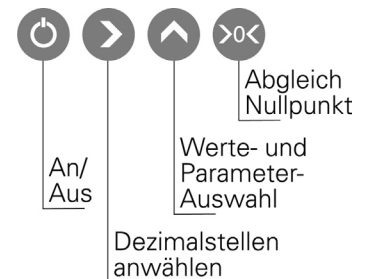 >0<
Abgleich
Nullpunkt
Werte- und
Parameter-
Auswahl
An/
Aus
Dezimalstellen
anwählen